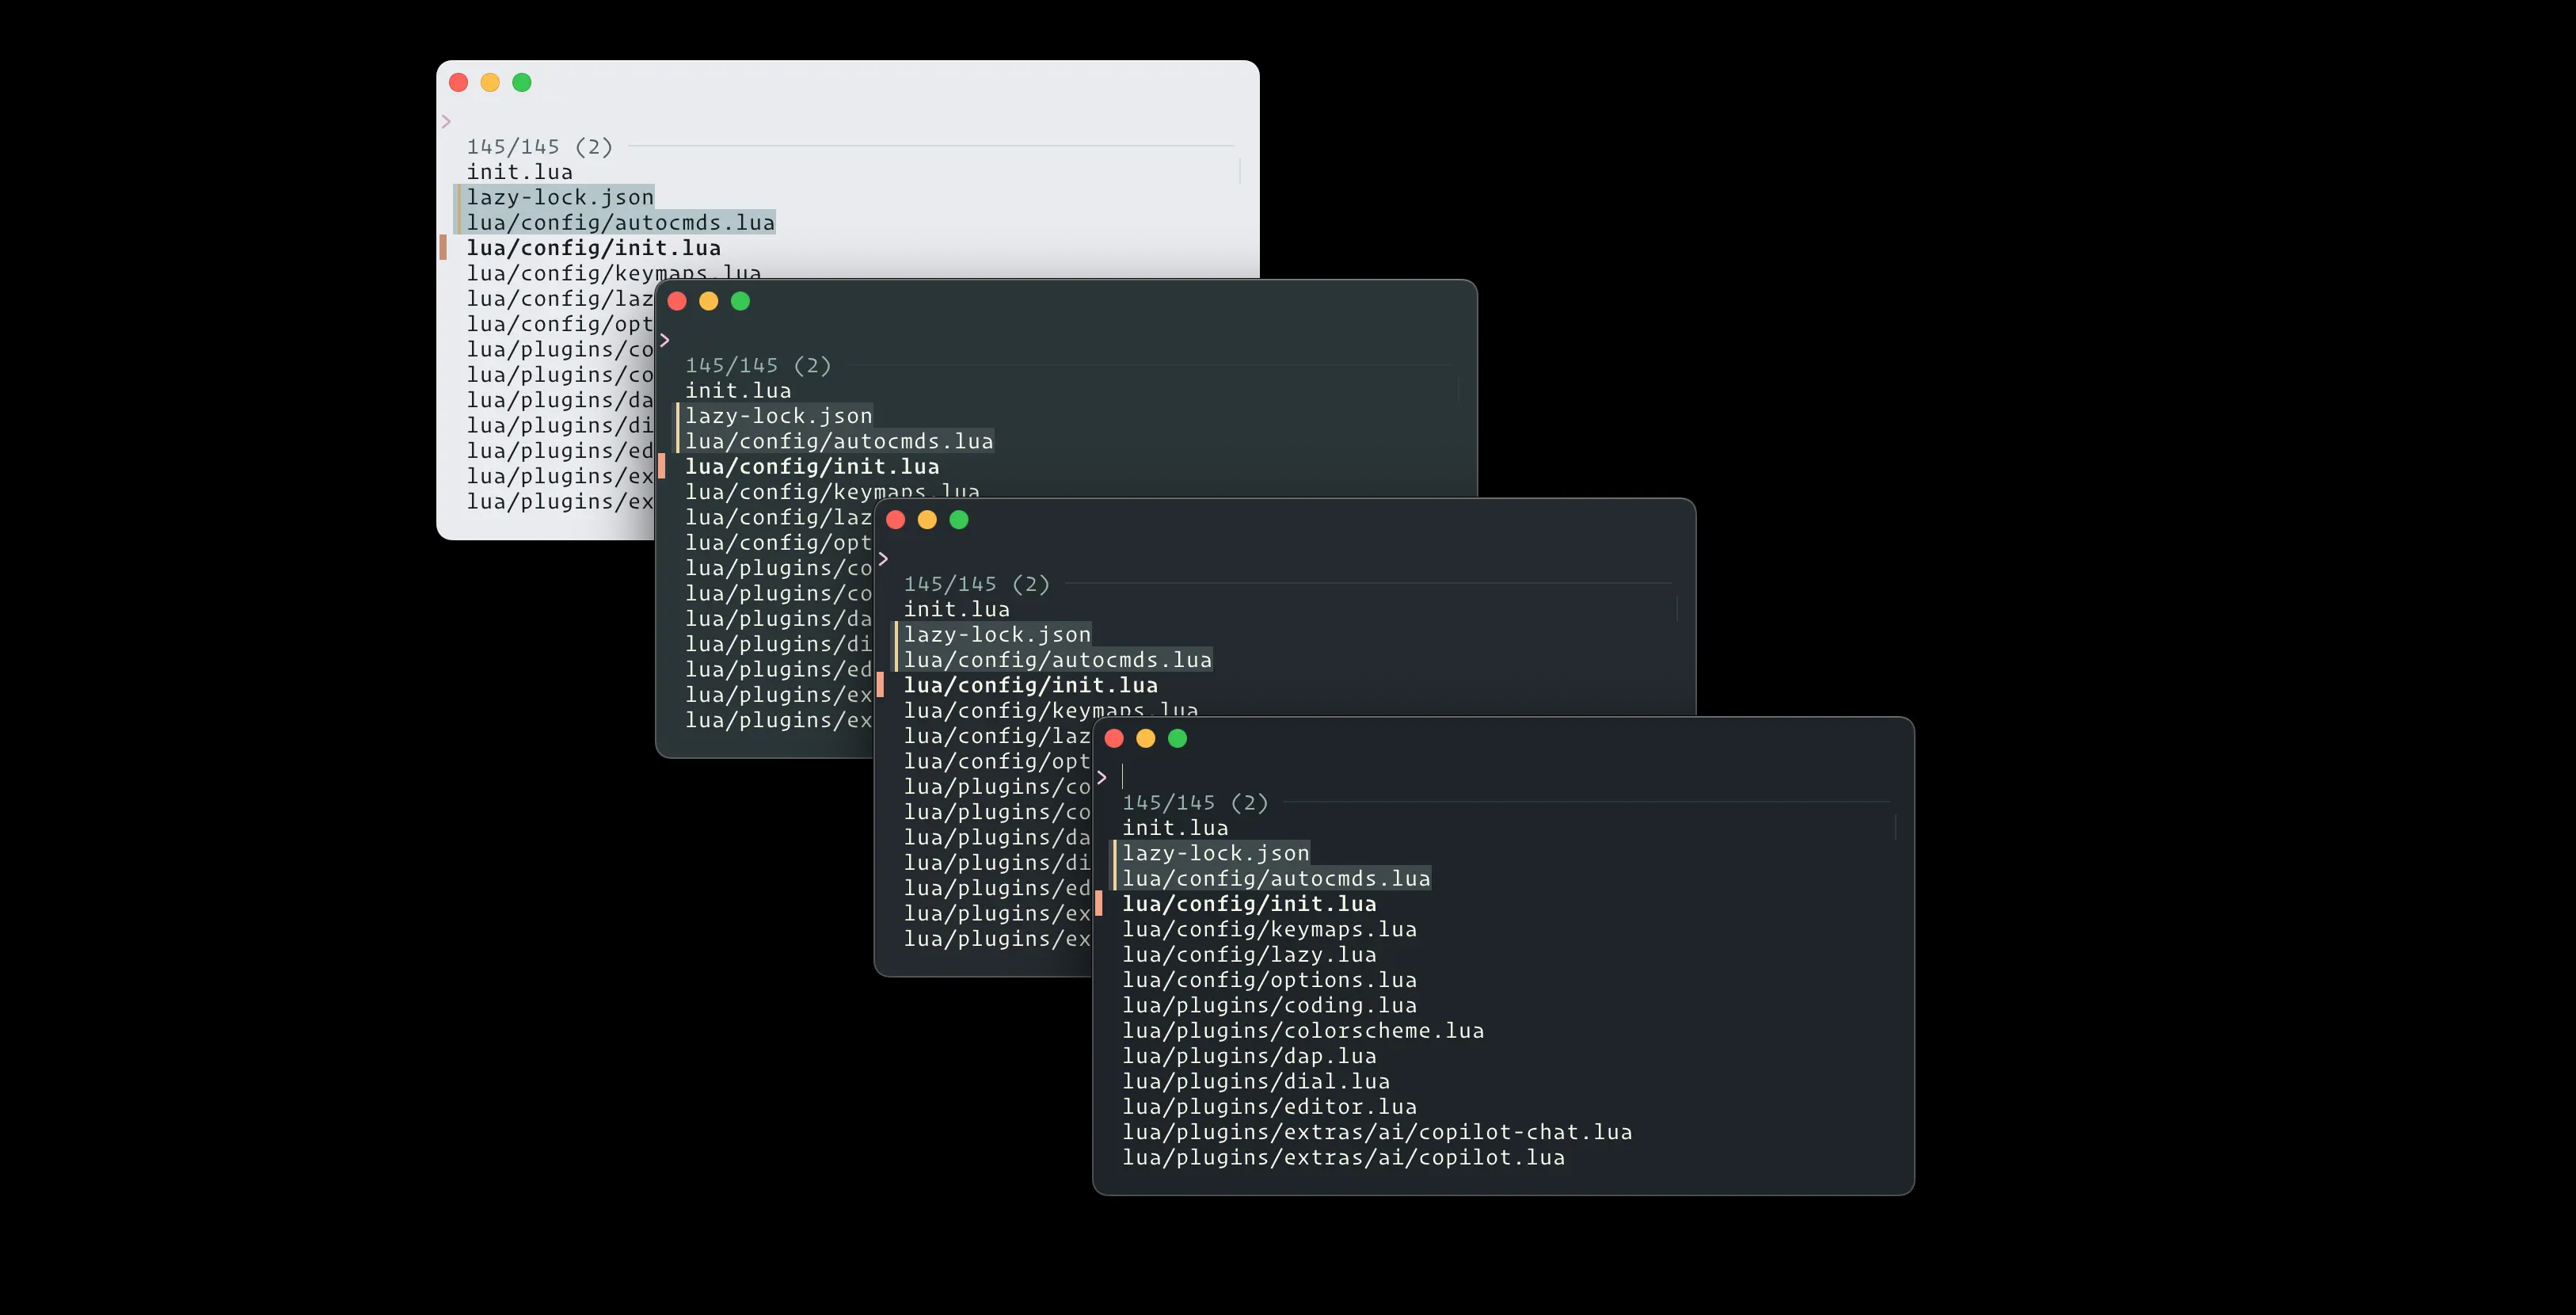 >
145/145 (2)
init.lua
lazy-lock.json
lua/config/autocmds.lua
lua/config/init.lua
lua/config/keymaps.lua
lua/config/laz
lua/config/opt
lua/plugins/co
lua/plugins/co
lua/plugins/da
lua/plugins/di
lua/plugins/ed
lua/plugins/ex
lua/plugins/ex
>
145/145 (2)
init.lua
lazy-lock.json
lua/config/autocmds.lua
lua/config/init.lua
lua/config/keymaps.lua
lua/config/laz
lua/config/opt
lua/plugins/co
lua/plugins/co
lua/plugins/da
lua/plugins/di
lua/plugins/ed
lua/plugins/ex
lua/plugins/ex
>
145/145 (2)
init.lua
lazy-lock.json
lua/config/autocmds.lua
lua/config/init.lua
lua/config/keymaps.lua
lua/config/laz
lua/config/opt
lua/plugins/co
lua/plugins/co
lua/plugins/da
lua/plugins/di
lua/plugins/ed
lua/plugins/ex
lua/plugins/ex
>
145/145 (2)
init.lua
lazy-lock.json
lua/config/autocmds.lua
lua/config/init.lua
lua/config/keymaps.lua
lua/config/lazy.lua
lua/config/options.lua
lua/plugins/coding.lua
lua/plugins/colorscheme.lua
lua/plugins/dap.lua
lua/plugins/dial.lua
lua/plugins/editor.lua
lua/plugins/extras/ai/copilot-chat.lua
lua/plugins/extras/ai/copilot.lua